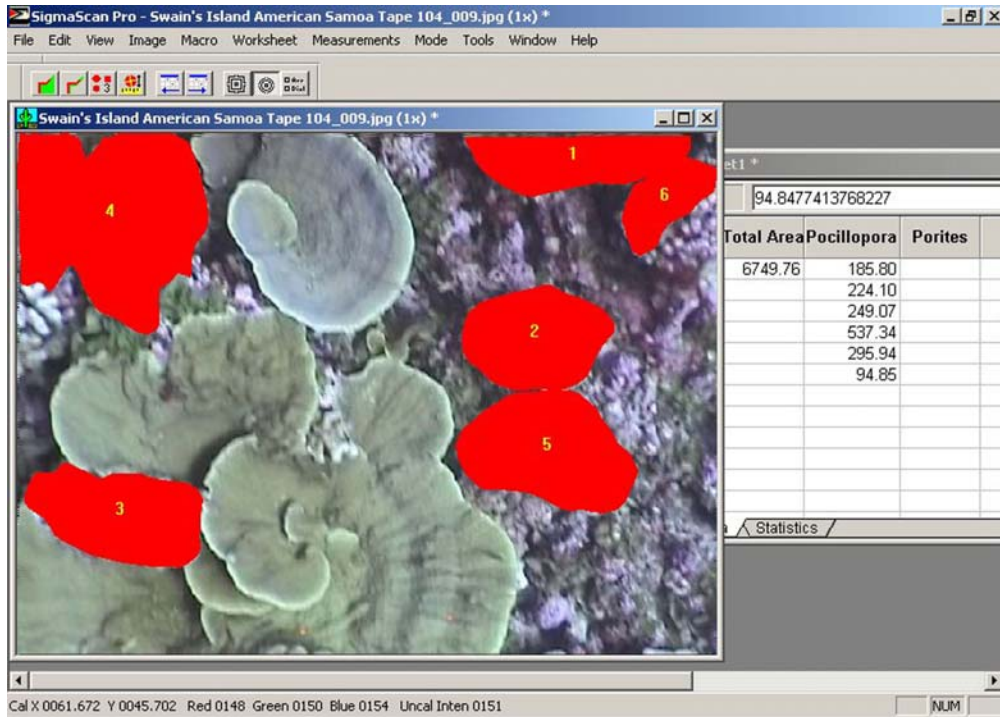 SigmaScan Pro - Swain's Island American Samoa Tape 104_009.jpg (1x) *
File Edit View Image Macro Worksheet Measurements Mode Tools Window Help
Swain's Island American Samoa Tape 104_009.jpg (1x) *
1
6
4
2
5
3
et1 *
94.8477413768227
Total Area Pocillopora Porites
6749.76 185.80
224.10
249.07
537.34
295.94
94.85
Statistics
Cal X 0061.672 Y 0045.702 Red 0148 Green 0150 Blue 0154 Uncal Inten 0151
NUM